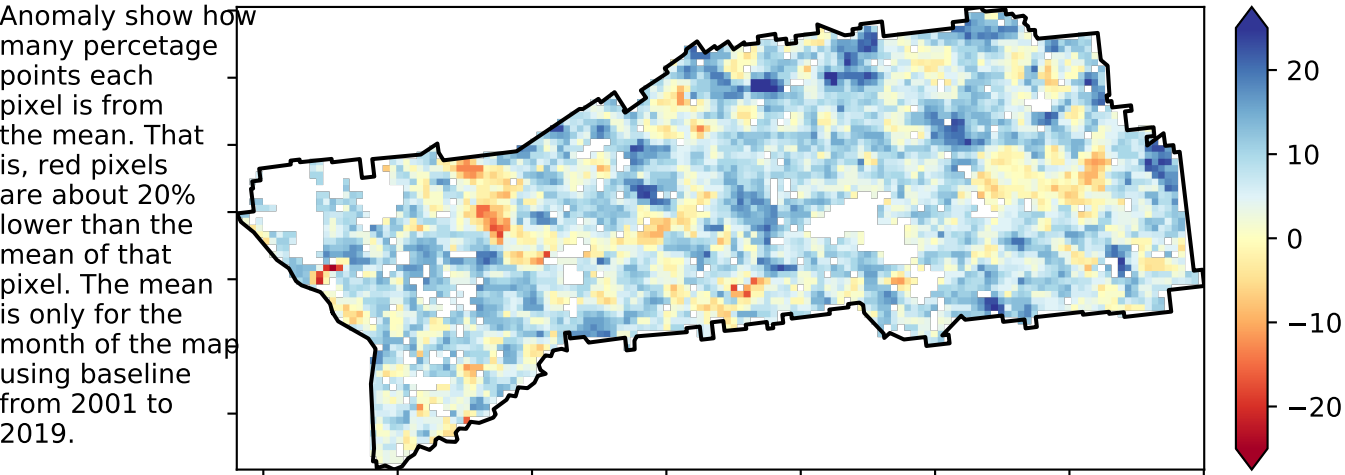 Anomaly show how
many percetage
points each
pixel is from
the mean. That
is, red pixels
are about 20%
lower than the
mean of that
pixel. The mean
is only for the
month of the map
using baseline
from 2001 to
2019.
20
10
0
−10
−20